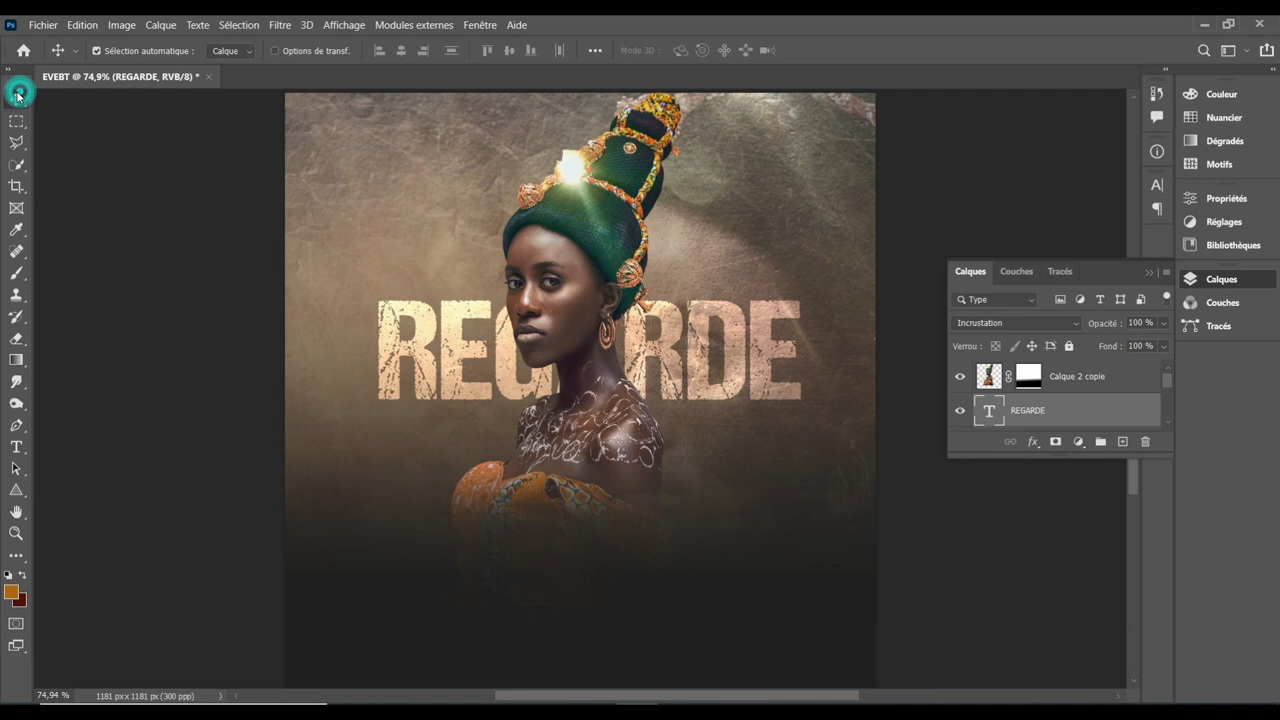 Ps Fichier Edition Image Calque Texte Sélection Filtre 3D Affichage Modules externes Fenêtre Aide
Sélection automatique : Calque Options de transf. Mode 3D :
EVEBT @ 74,9% (REGARDE, RVB/8) *
REGARDE
Couleur
Nuancier
Dégradés
Motifs
Propriétés
Réglages
Bibliothèques
Calques
Couches
Tracés
Calques Couches Tracés
Type
Incrustation Opacité : 100 %
Verrou : Fond : 100 %
Calque 2 copie
T REGARDE
fx
74,94 % 1181 px x 1181 px (300 ppp)